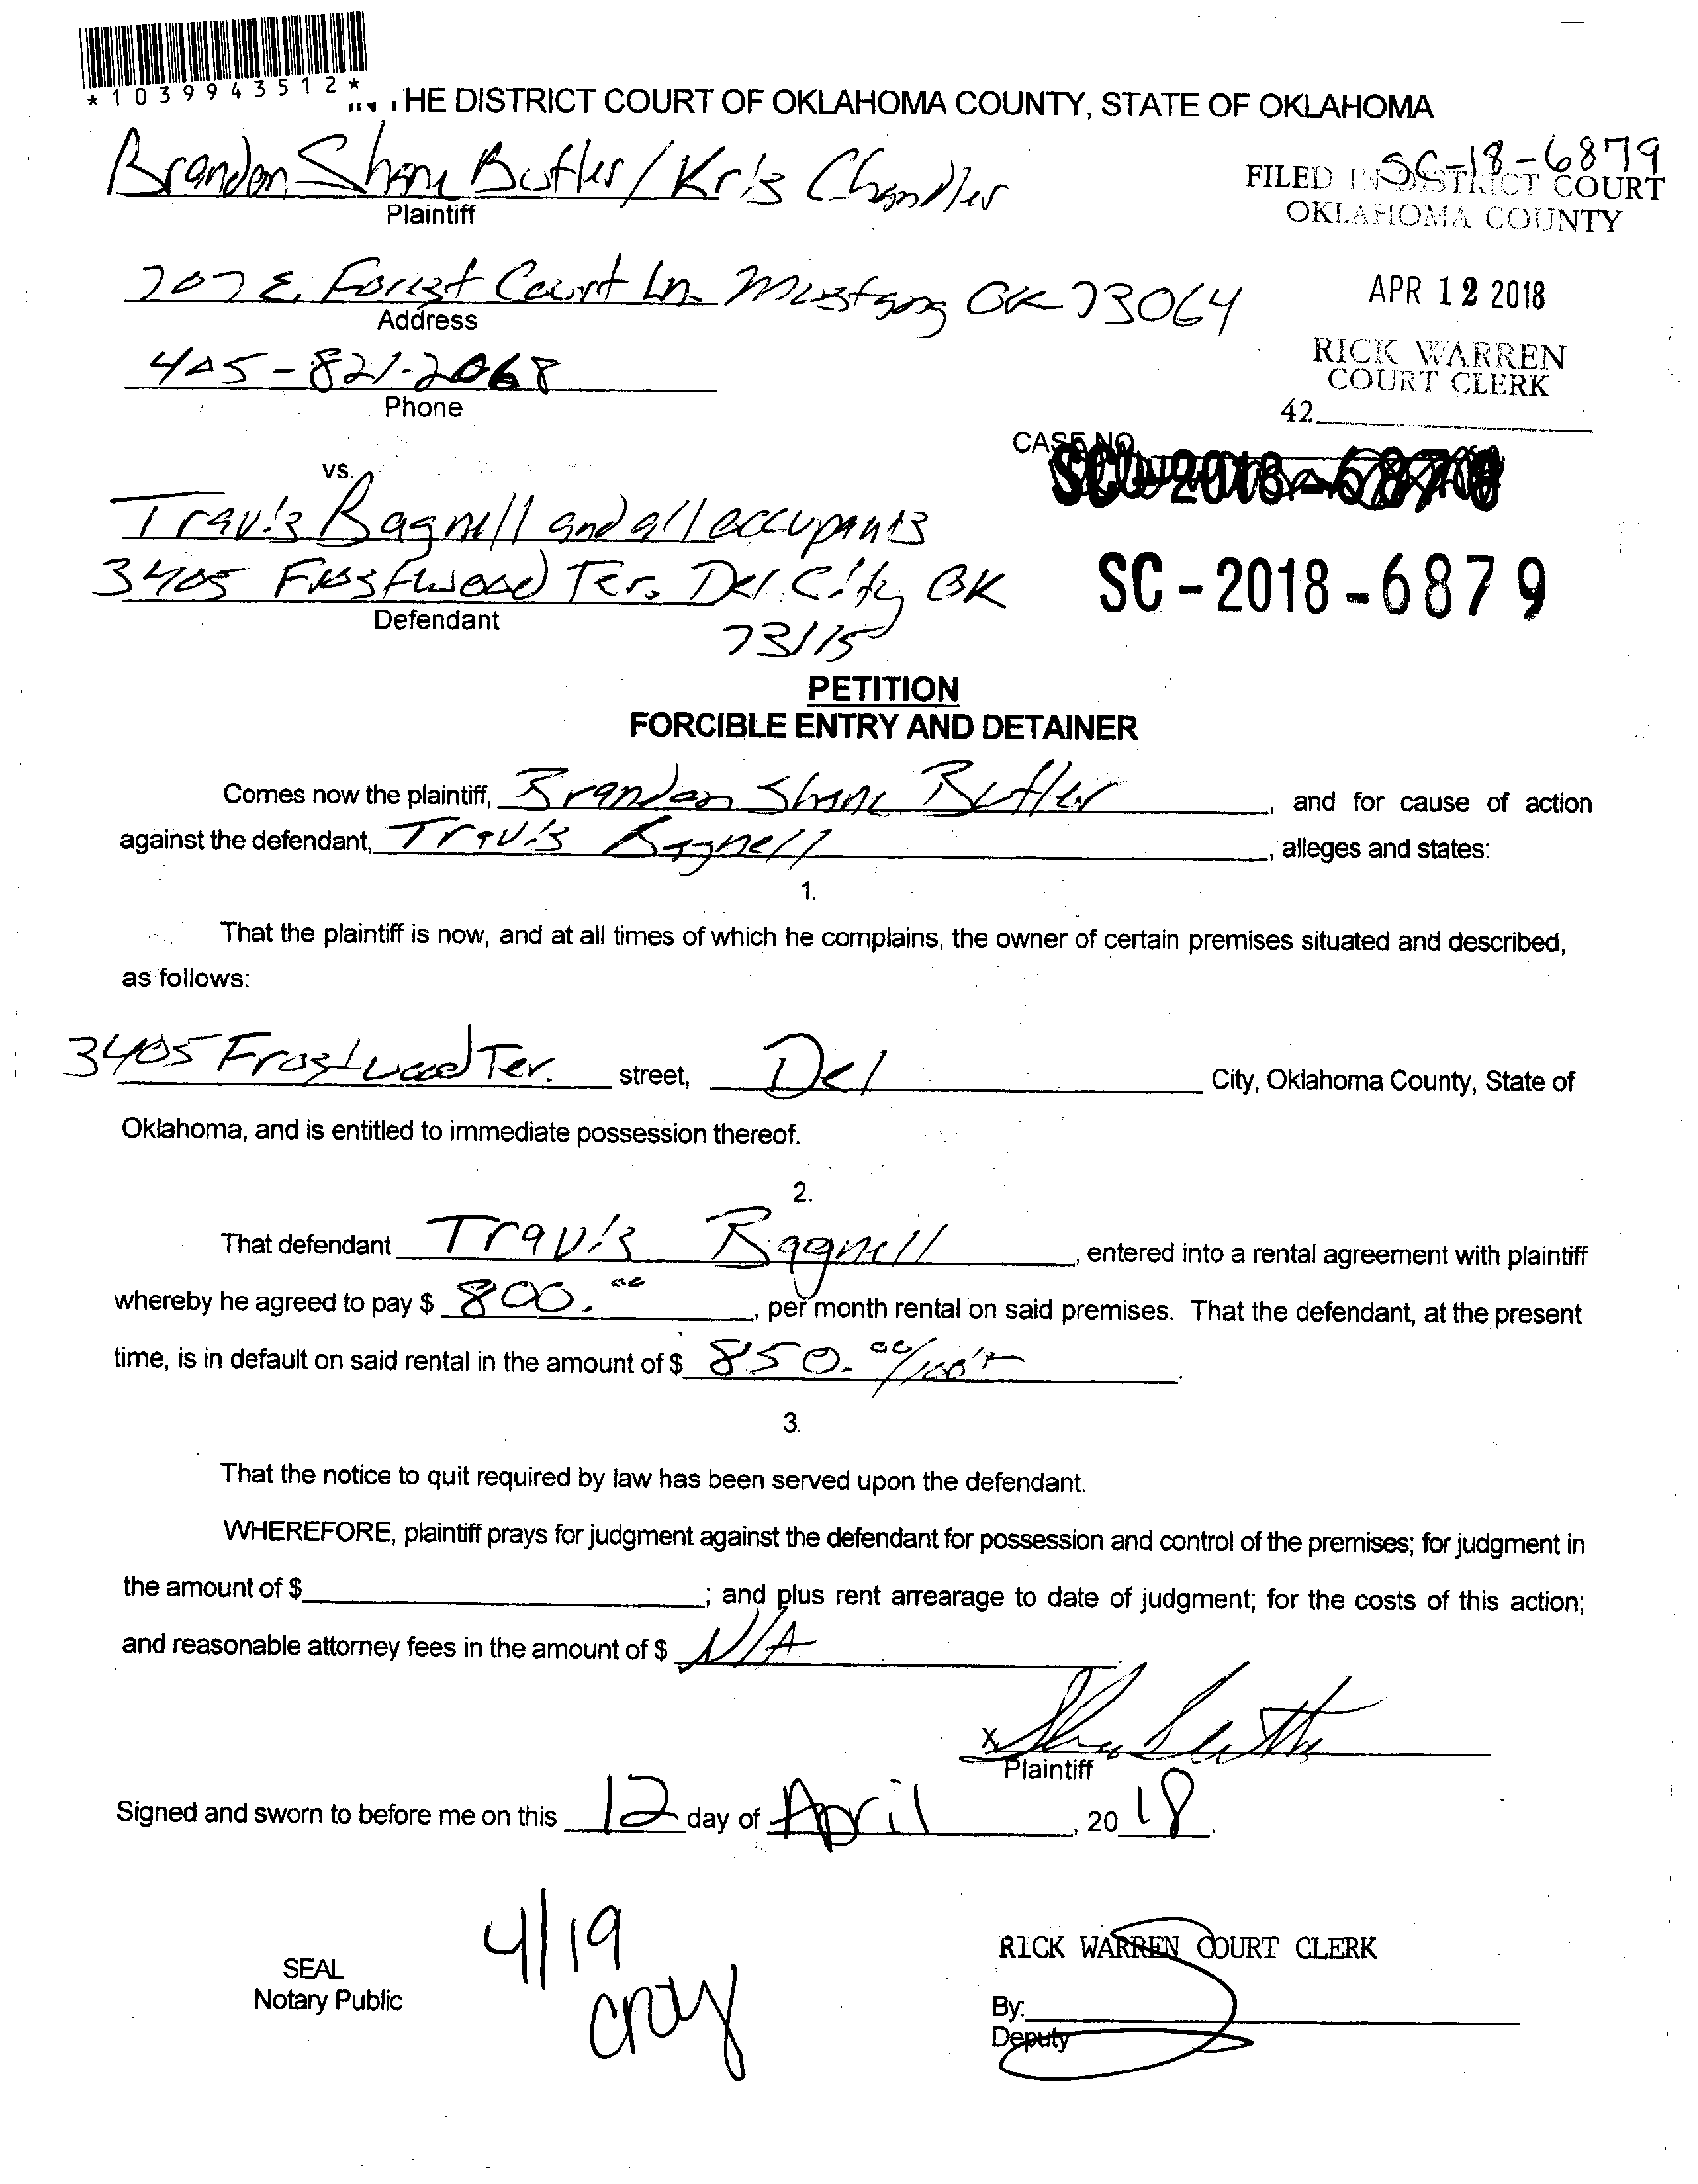 *1039943512*
THE DISTRICT COURT OF OKLAHOMA COUNTY, STATE OF OKLAHOMA
Brandon Shane Butler / Kris Chandler
SC-18-6879
Plaintiff
FILED IN DISTRICT COURT
OKLAHOMA COUNTY
707 E. Forest Court Ln. Mustang OK 73064
Address
APR 12 2018
405-821-2068
Phone
RICK WARREN
COURT CLERK
42
CASE NO.
vs.
Travis Bagnell and all occupants
3405 Frostwood Ter. Del City OK
73115
Defendant
SC-2018-6879
PETITION
FORCIBLE ENTRY AND DETAINER
Comes now the plaintiff, Brandon Shane Butler, and for cause of action
against the defendant, Travis Bagnell, alleges and states:
1.
That the plaintiff is now, and at all times of which he complains, the owner of certain premises situated and described,
as follows:
3405 Frostwood Ter. street, Del City, Oklahoma County, State of
Oklahoma, and is entitled to immediate possession thereof.
2.
That defendant Travis Bagnell, entered into a rental agreement with plaintiff
whereby he agreed to pay $ 800.00, per month rental on said premises. That the defendant, at the present
time, is in default on said rental in the amount of $ 850.00/100.
3.
That the notice to quit required by law has been served upon the defendant.
WHEREFORE, plaintiff prays for judgment against the defendant for possession and control of the premises; for judgment in
the amount of $ ; and plus rent arrearage to date of judgment; for the costs of this action;
and reasonable attorney fees in the amount of $ N/A
x
Plaintiff
Signed and sworn to before me on this 12 day of April, 2018.
4/19
SEAL
Notary Public
RICK WARREN COURT CLERK
By:
Deputy